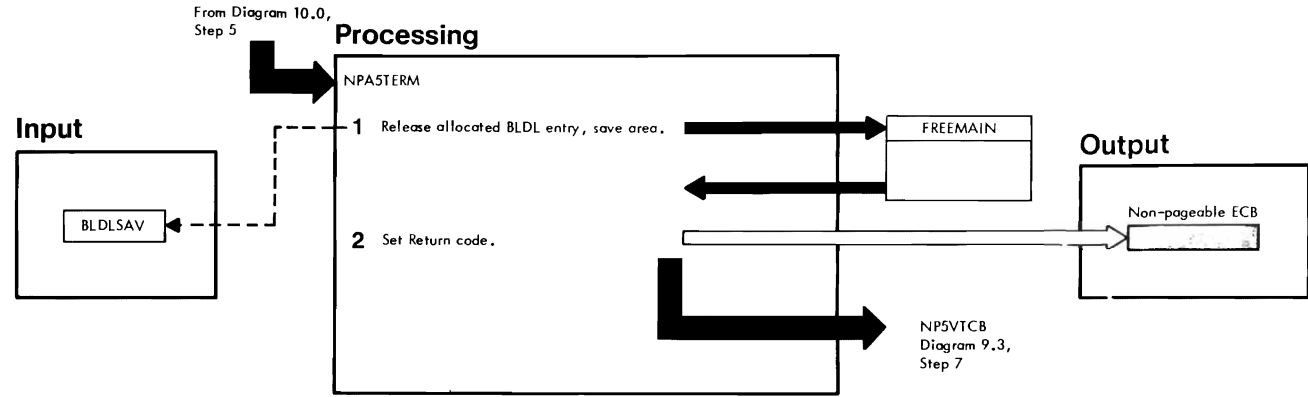 From Diagram 10.0,
Step 5
Processing
NPA5TERM
Input
1 Release allocated BLDL entry, save area.
FREEMAIN
Output
BLDLSAV
Non-pageable ECB
2 Set Return code.
NP5VTCB
Diagram 9.3,
Step 7